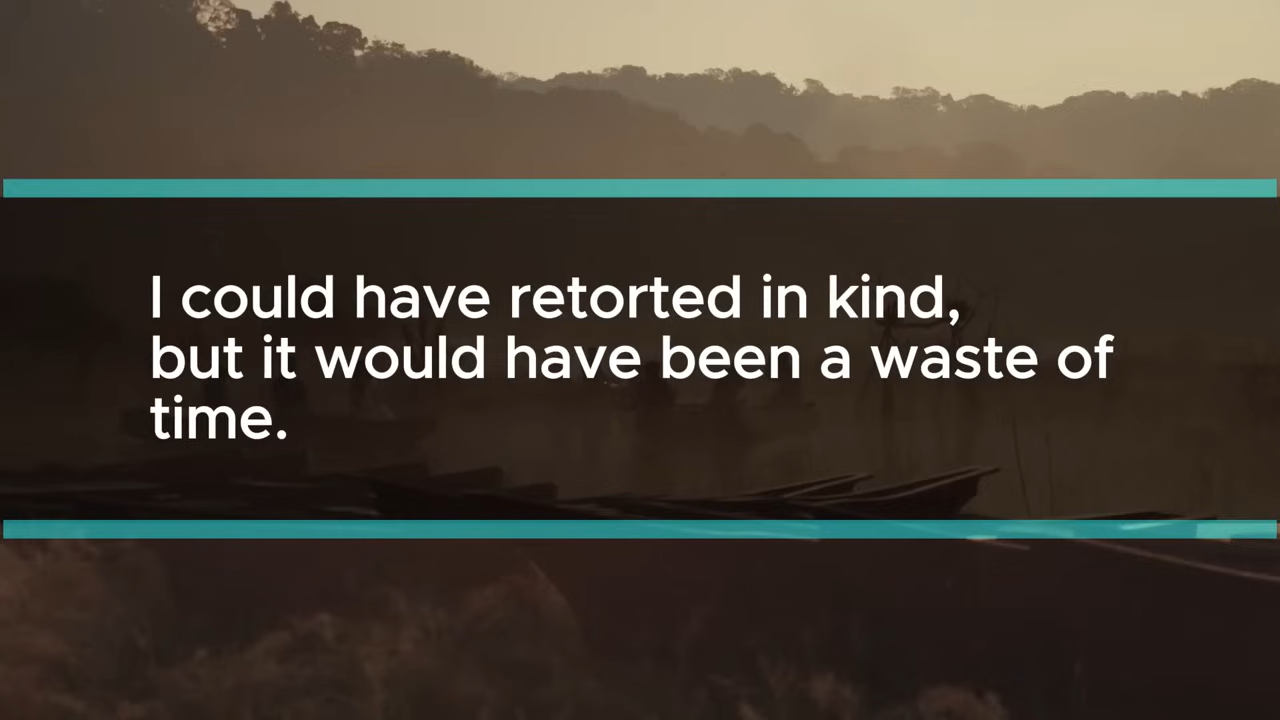 I could have retorted in kind,
but it would have been a waste of
time.